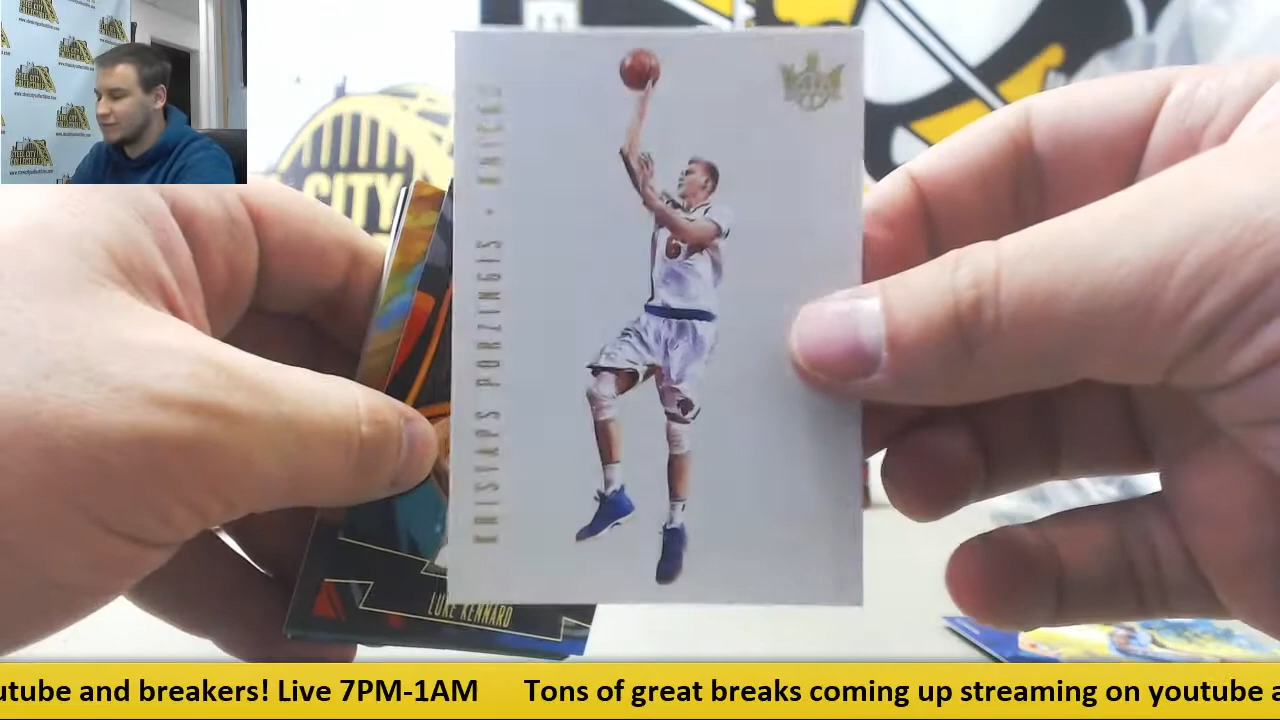 CITY
KRISTAPS PORZINGIS • KNICKS
LUKE KENNARD
utube and breakers! Live 7PM-1AM Tons of great breaks coming up streaming on youtube a